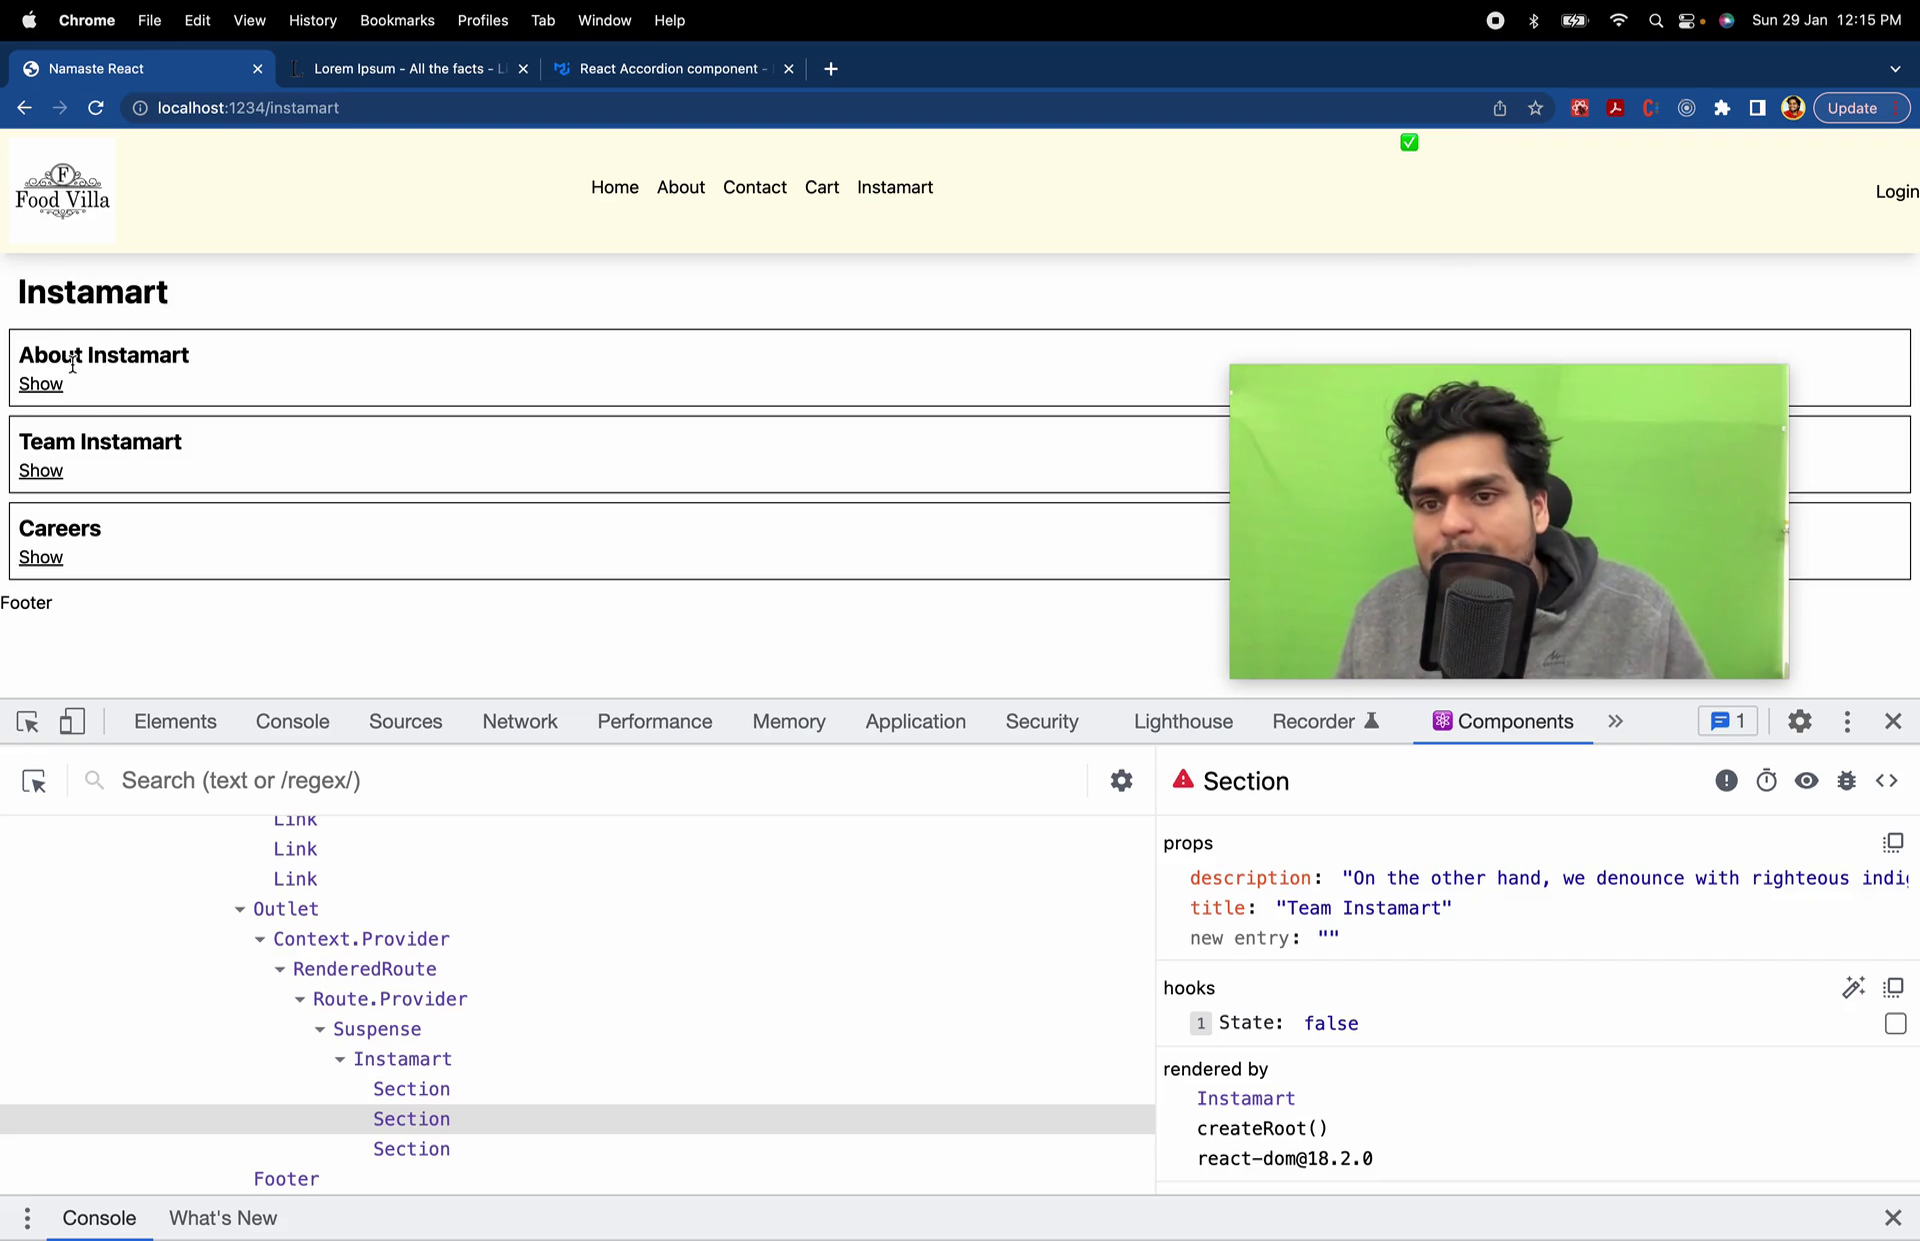 Chrome File Edit View History Bookmarks Profiles Tab Window Help Sun 29 Jan 12:15 PM
Namaste React Lorem Ipsum - All the facts - React Accordion component -
localhost:1234/instamart Update
F
Food Villa
Home About Contact Cart Instamart
Login
Instamart
About Instamart
Show
Team Instamart
Show
Careers
Show
Footer
Elements Console Sources Network Performance Memory Application Security Lighthouse Recorder Components » 1
Search (text or /regex/)
Section
Link
Link
Link
Outlet
Context.Provider
RenderedRoute
Route.Provider
Suspense
Instamart
Section
Section
Section
Footer
props
description: "On the other hand, we denounce with righteous
title: "Team Instamart"
new entry: ""
hooks
1 State: false
rendered by
Instamart
createRoot()
react-dom@18.2.0
Console What's New